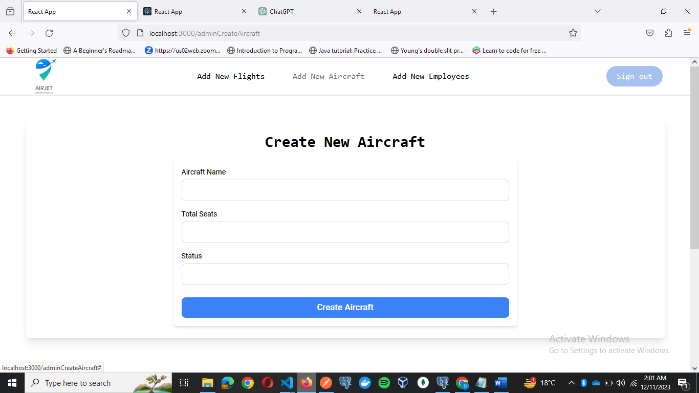 React App
React App
ChatGPT
React App
localhost:3000/adminCreateAircraft
Getting Started
A Beginner's Roadma...
https://us02web.zoom...
Introduction to Progra...
Java tutorial: Practice ...
Young's double slit pr...
Learn to code for free ...
AIRJET
Add New Flights
Add New Aircraft
Add New Employees
Sign out
Create New Aircraft
Aircraft Name
Total Seats
Status
Create Aircraft
Activate Windows
Go to Settings to activate Windows.
localhost:3000/adminCreateAircraft#
Type here to search
18°C
2:01 AM
12/11/2023